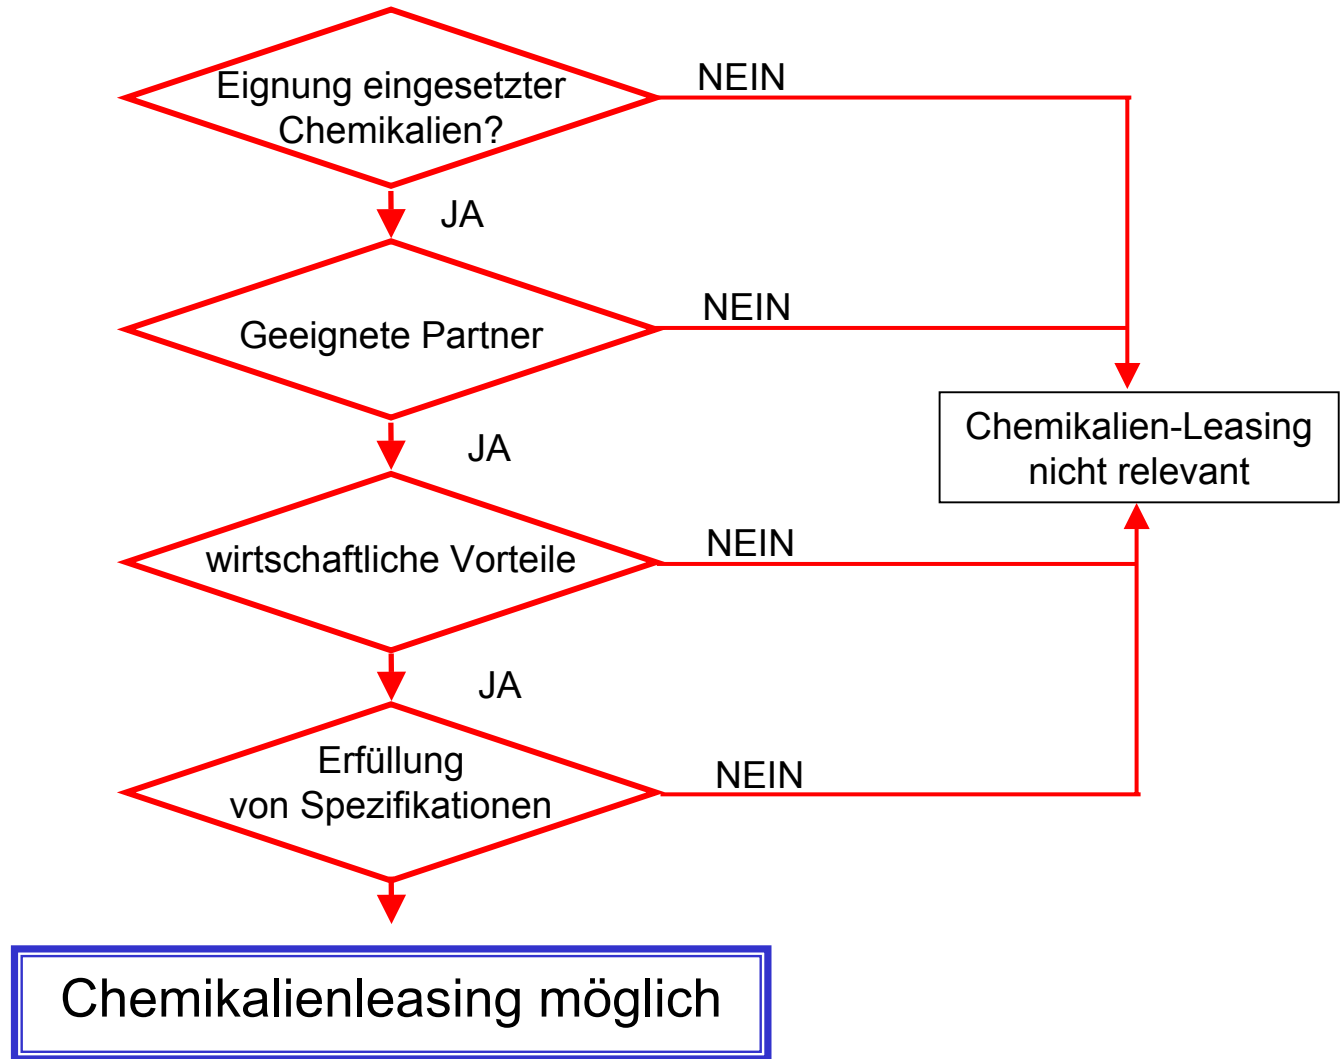 Eignung eingesetzter
Chemikalien?
NEIN
JA
Geeignete Partner
NEIN
Chemikalien-Leasing
nicht relevant
JA
wirtschaftliche Vorteile
NEIN
JA
Erfüllung
von Spezifikationen
NEIN
Chemikalienleasing möglich